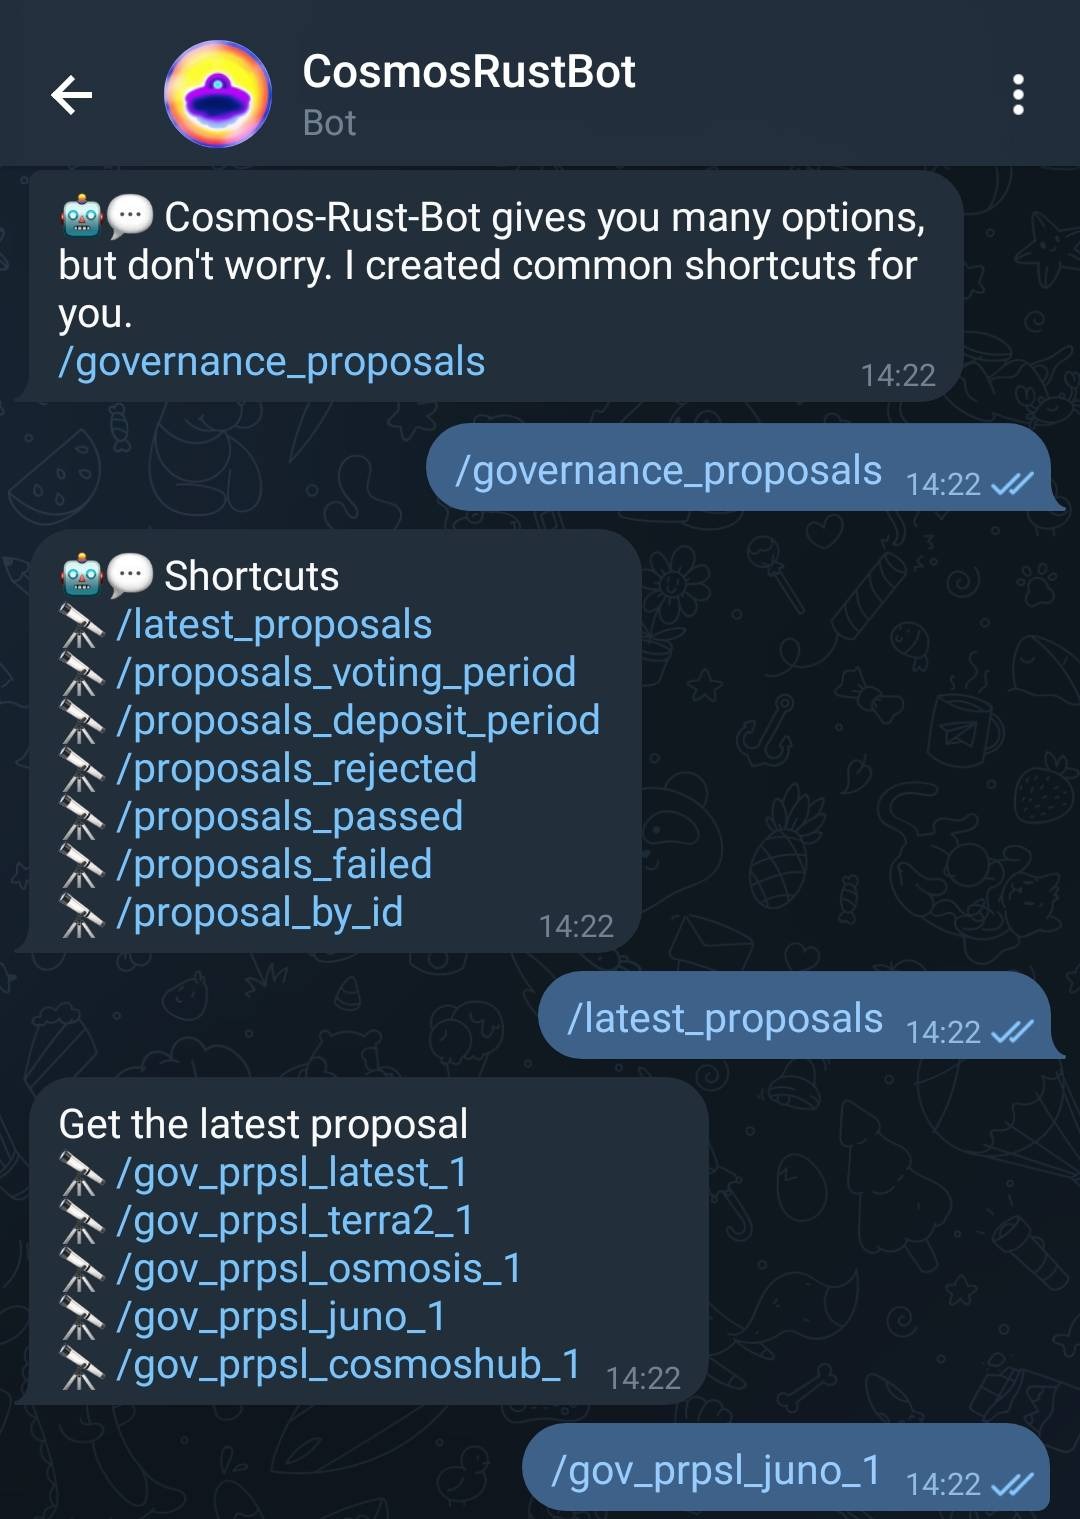 CosmosRustBot
Bot
🤖💬 Cosmos-Rust-Bot gives you many options,
but don't worry. I created common shortcuts for
you.
/governance_proposals
14:22
/governance_proposals 14:22
🤖💬 Shortcuts
🔭 /latest_proposals
🔭 /proposals_voting_period
🔭 /proposals_deposit_period
🔭 /proposals_rejected
🔭 /proposals_passed
🔭 /proposals_failed
🔭 /proposal_by_id
14:22
/latest_proposals 14:22
Get the latest proposal
🔭 /gov_prpsl_latest_1
🔭 /gov_prpsl_terra2_1
🔭 /gov_prpsl_osmosis_1
🔭 /gov_prpsl_juno_1
🔭 /gov_prpsl_cosmoshub_1 14:22
/gov_prpsl_juno_1 14:22